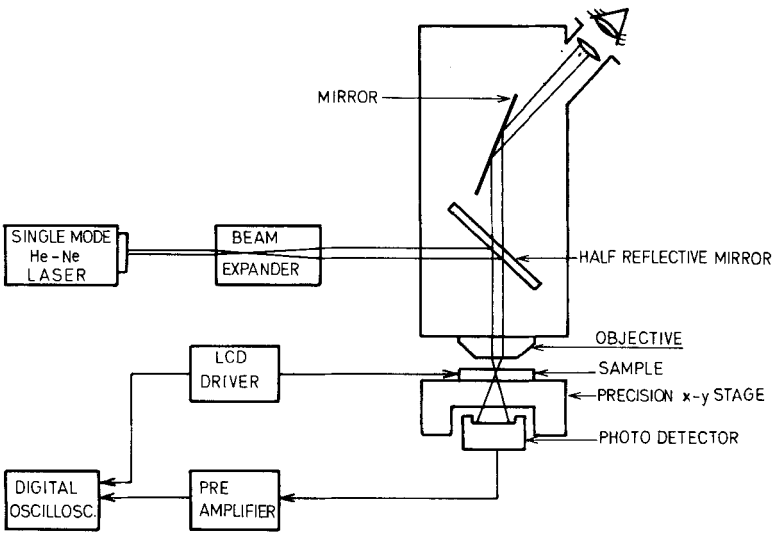 MIRROR
SINGLE MODE
He-Ne
LASER
BEAM
EXPANDER
HALF REFLECTIVE MIRROR
OBJECTIVE
LCD
DRIVER
SAMPLE
PRECISION x-y STAGE
PHOTO DETECTOR
DIGITAL
OSCILLOSC.
PRE
AMPLIFIER